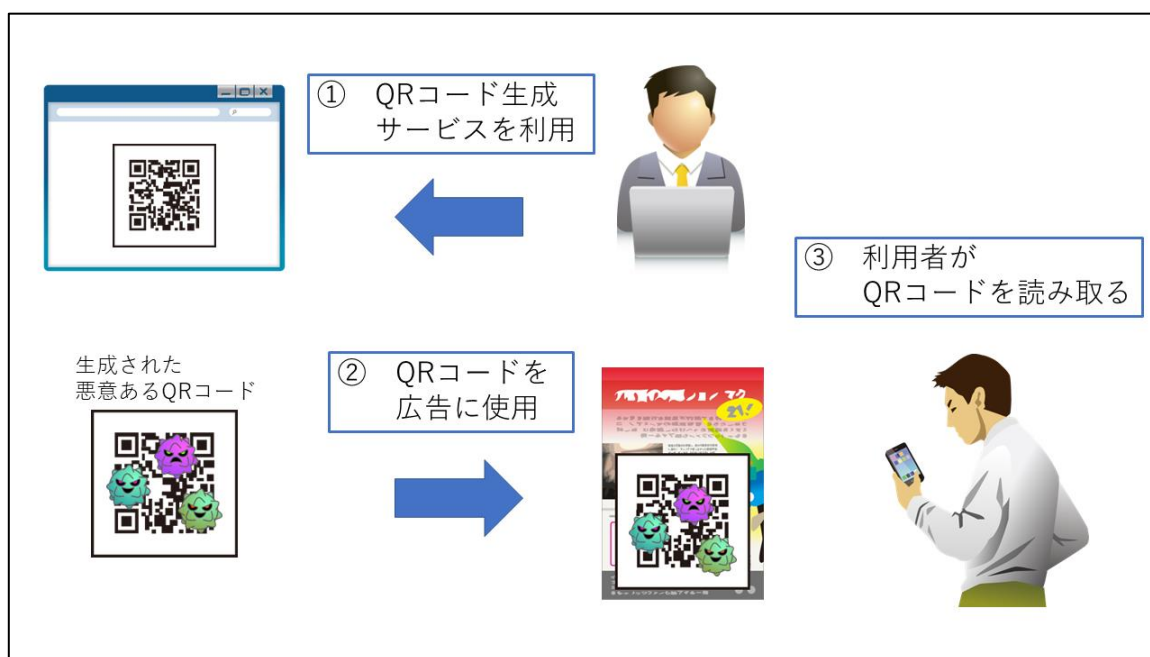 ① QRコード生成
サービスを利用
③ 利用者が
QRコードを読み取る
生成された
悪意あるQRコード
② QRコードを
広告に使用
21!